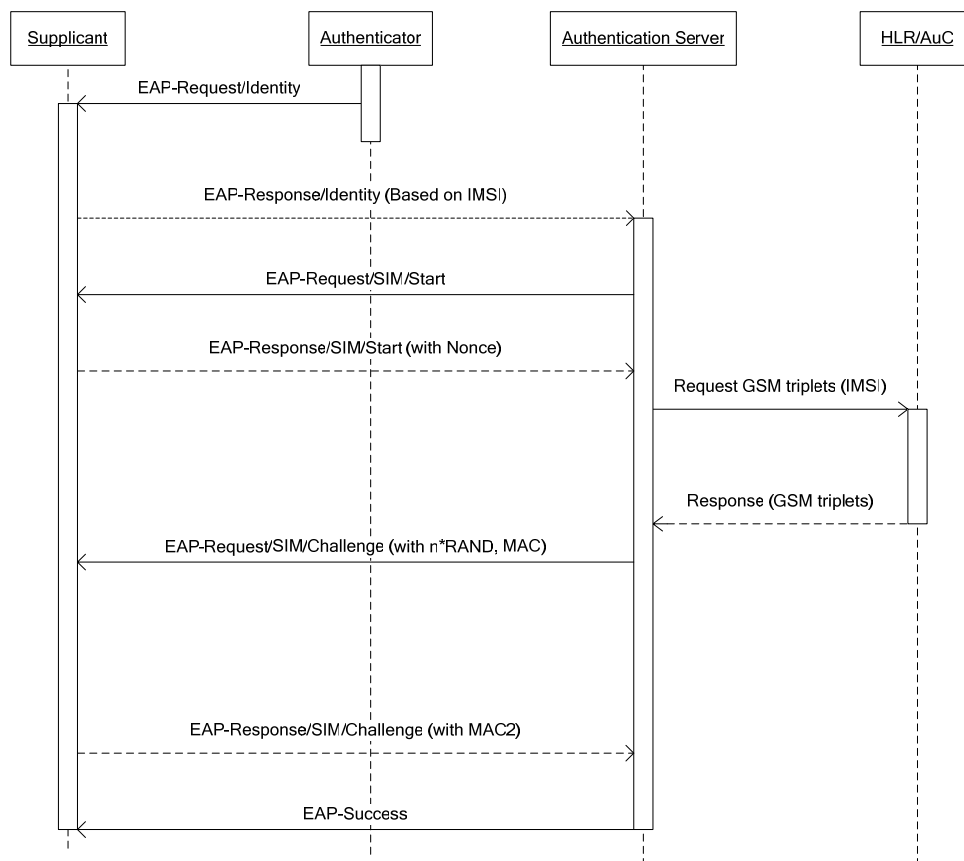 Supplicant
Authenticator
Authentication Server
HLR/AuC
EAP-Request/Identity
EAP-Response/Identity (Based on IMSI)
EAP-Request/SIM/Start
EAP-Response/SIM/Start (with Nonce)
Request GSM triplets (IMSI)
Response (GSM triplets)
EAP-Request/SIM/Challenge (with n*RAND, MAC)
EAP-Response/SIM/Challenge (with MAC2)
EAP-Success